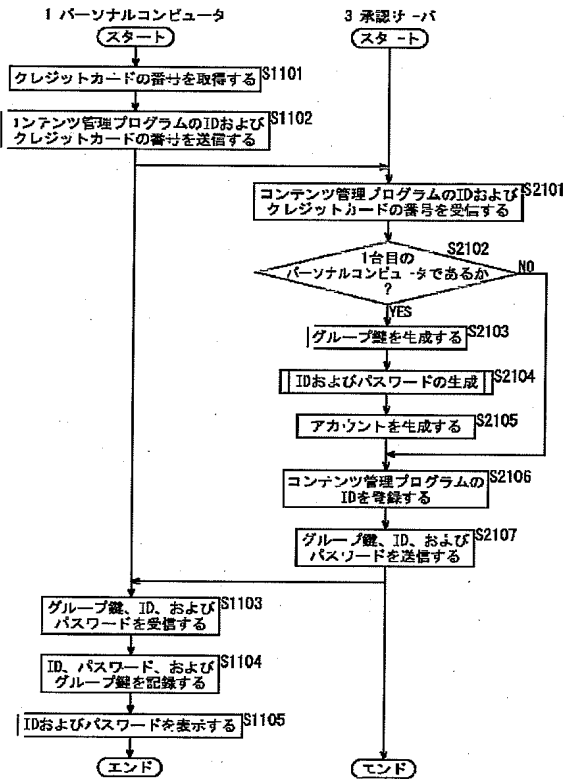 1 パーソナルコンピュータ
スタート
クレジットカードの番号を取得する
S1101
コンテンツ管理プログラムのIDおよび
クレジットカードの番号を送信する
S1102
3 承認サーバ
スタート
コンテンツ管理プログラムのIDおよび
クレジットカードの番号を受信する
S2101
1台目の
パーソナルコンピュータであるか
?
S2102
NO
YES
グループ鍵を生成する
S2103
IDおよびパスワードの生成
S2104
アカウントを生成する
S2105
コンテンツ管理プログラムの
IDを登録する
S2106
グループ鍵、ID、および
パスワードを送信する
S2107
グループ鍵、ID、および
パスワードを受信する
S1103
ID、パスワード、および
グループ鍵を記録する
S1104
IDおよびパスワードを表示する
S1105
エンド
エンド